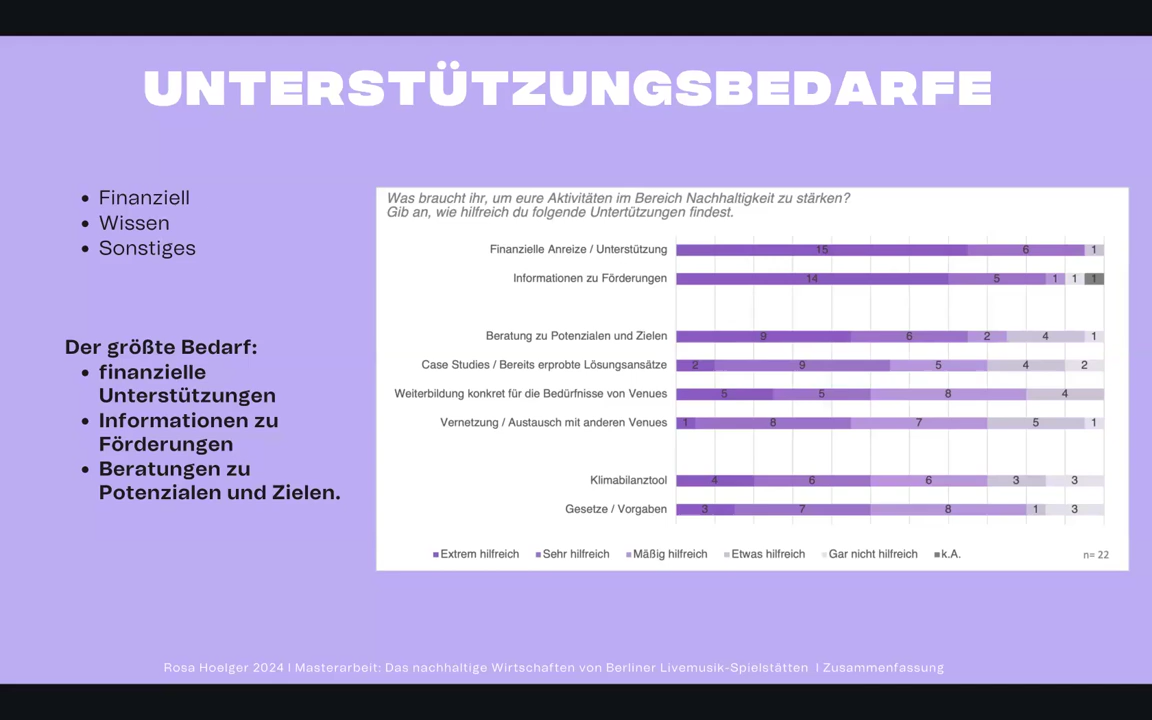 UNTERSTÜTZUNGSBEDARFE
• Finanziell
• Wissen
• Sonstiges
Der größte Bedarf:
• finanzielle
Unterstützungen
• Informationen zu
Förderungen
• Beratungen zu
Potenzialen und Zielen.
Was braucht ihr, um eure Aktivitäten im Bereich Nachhaltigkeit zu stärken?
Gib an, wie hilfreich du folgende Untertützungen findest.
Finanzielle Anreize / Unterstützung 15 6 1
Informationen zu Förderungen 14 5 1 1 1
Beratung zu Potenzialen und Zielen 9 6 2 4 1
Case Studies / Bereits erprobte Lösungsansätze 2 9 5 4 2
Weiterbildung konkret für die Bedürfnisse von Venues 5 5 8 4
Vernetzung / Austausch mit anderen Venues 1 8 7 5 1
Klimabilanztool 4 6 6 3 3
Gesetze / Vorgaben 3 7 8 1 3
Extrem hilfreich Sehr hilfreich Mäßig hilfreich Etwas hilfreich Gar nicht hilfreich k.A. n= 22
Rosa Hoelger 2024 I Masterarbeit: Das nachhaltige Wirtschaften von Berliner Livemusik-Spielstätten I Zusammenfassung